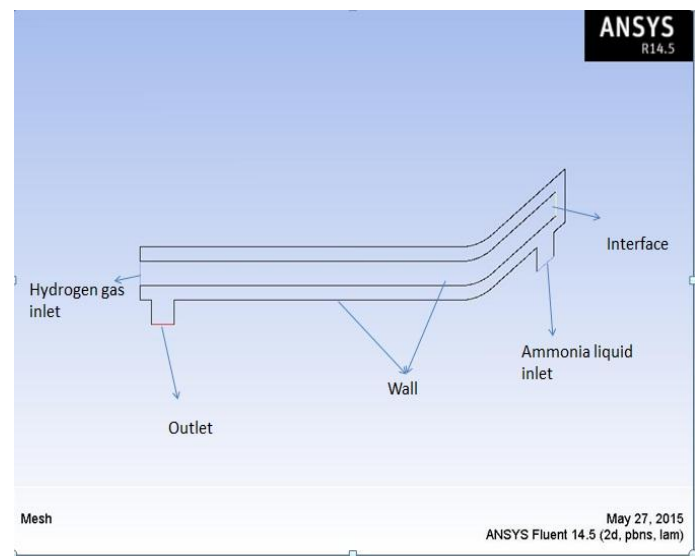 ANSYS
R14.5
Interface
Hydrogen gas
inlet
Ammonia liquid
inlet
Wall
Outlet
Mesh
May 27, 2015
ANSYS Fluent 14.5 (2d, pbns, lam)